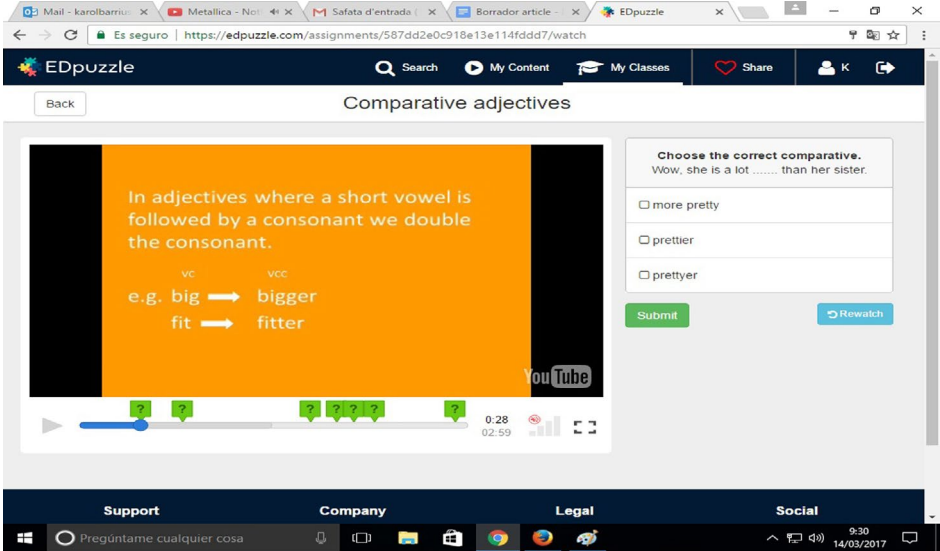 Mail - karolbarrius
Metallica - Not
Safata d'entrada (
Borrador article -
EDpuzzle
Es seguro | https://edpuzzle.com/assignments/587dd2e0c918e13e114fddd7/watch
EDpuzzle
Search
My Content
My Classes
Share
K
Back
Comparative adjectives
In adjectives where a short vowel is
followed by a consonant we double
the consonant.
vc vcc
e.g. big bigger
fit fitter
YouTube
? ? ? ? ? ? ?
0:28
02:59
Choose the correct comparative.
Wow, she is a lot ....... than her sister.
more pretty
prettier
prettyer
Submit
Rewatch
Support Company Legal Social
Pregúntame cualquier cosa
9:30
14/03/2017